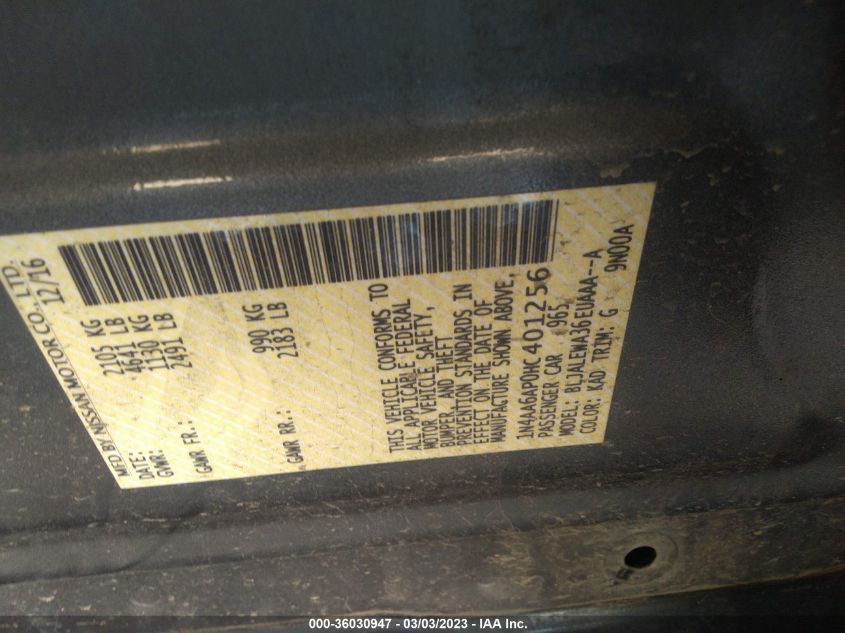 MFD BY NISSAN MOTOR CO., LTD.
DATE: 12/16
GVWR: 2105 KG
4641 LB
GAWR FR.: 1130 KG
2491 LB
GAWR RR.: 990 KG
2183 LB
THIS VEHICLE CONFORMS TO
ALL APPLICABLE FEDERAL
MOTOR VEHICLE SAFETY,
BUMPER, AND THEFT
PREVENTION STANDARDS IN
EFFECT ON THE DATE OF
MANUFACTURE SHOWN ABOVE,
1N4AA6AP0HC401256
PASSENGER CAR 965
MODEL: BLJALEWA36EUAAA--A
COLOR: KAD TRIM: G 9N00A
000-36030947 - 03/03/2023 - IAA Inc.